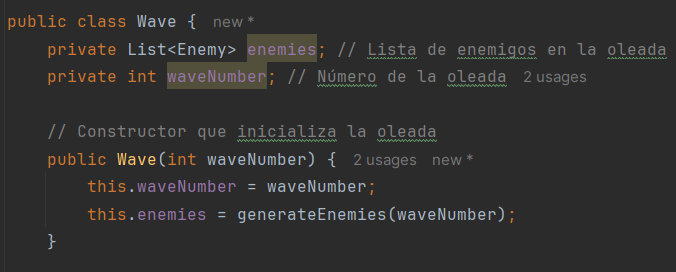 public class Wave {  new *
private List<Enemy> enemies; // Lista de enemigos en la oleada
private int waveNumber; // Número de la oleada  2 usages
// Constructor que inicializa la oleada
public Wave(int waveNumber) {  2 usages  new *
this.waveNumber = waveNumber;
this.enemies = generateEnemies(waveNumber);
}